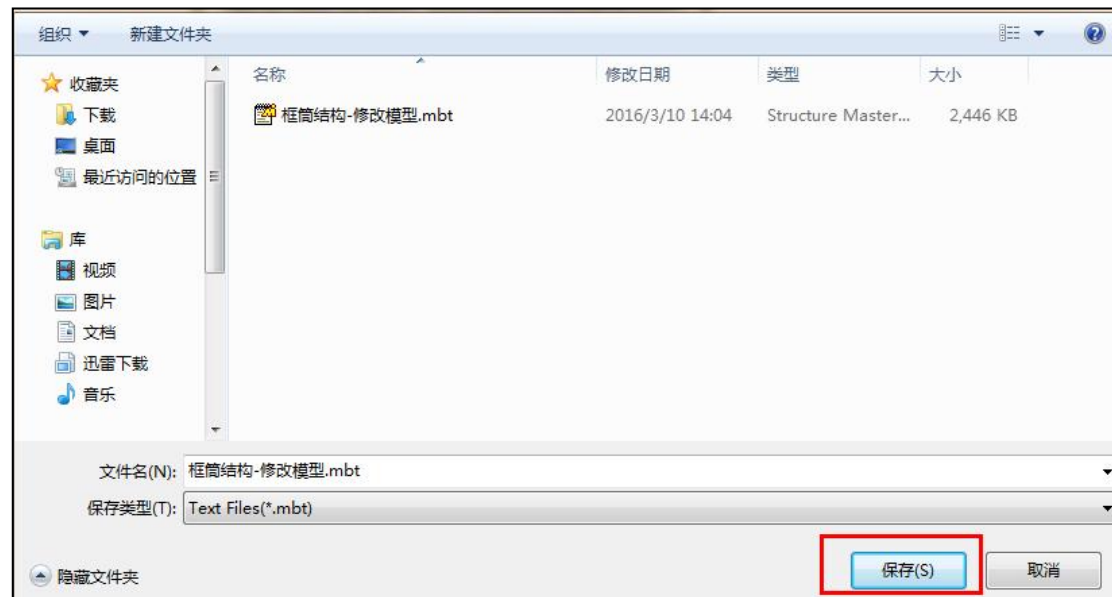 组织 新建文件夹
名称 修改日期 类型 大小
收藏夹
下载
桌面
最近访问的位置
库
视频
图片
文档
迅雷下载
音乐
框筒结构-修改模型.mbt 2016/3/10 14:04 Structure Master... 2,446 KB
文件名(N): 框筒结构-修改模型.mbt
保存类型(T): Text Files(*.mbt)
隐藏文件夹 保存(S) 取消